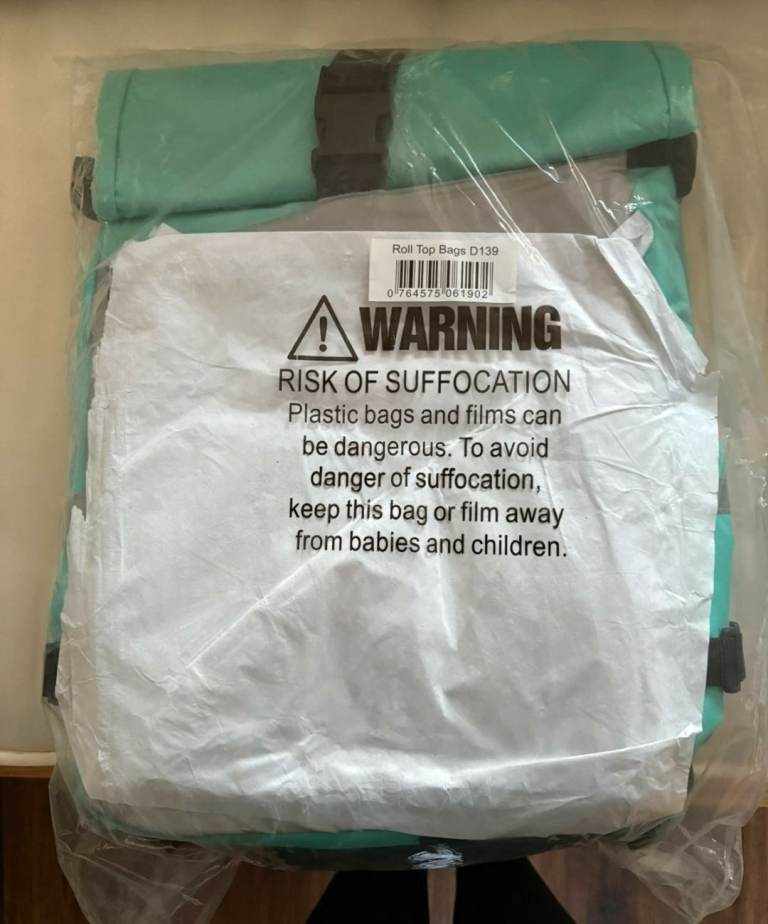 Roll Top Bags D139
0 764575 061902
WARNING
RISK OF SUFFOCATION
Plastic bags and films can
be dangerous. To avoid
danger of suffocation,
keep this bag or film away
from babies and children.